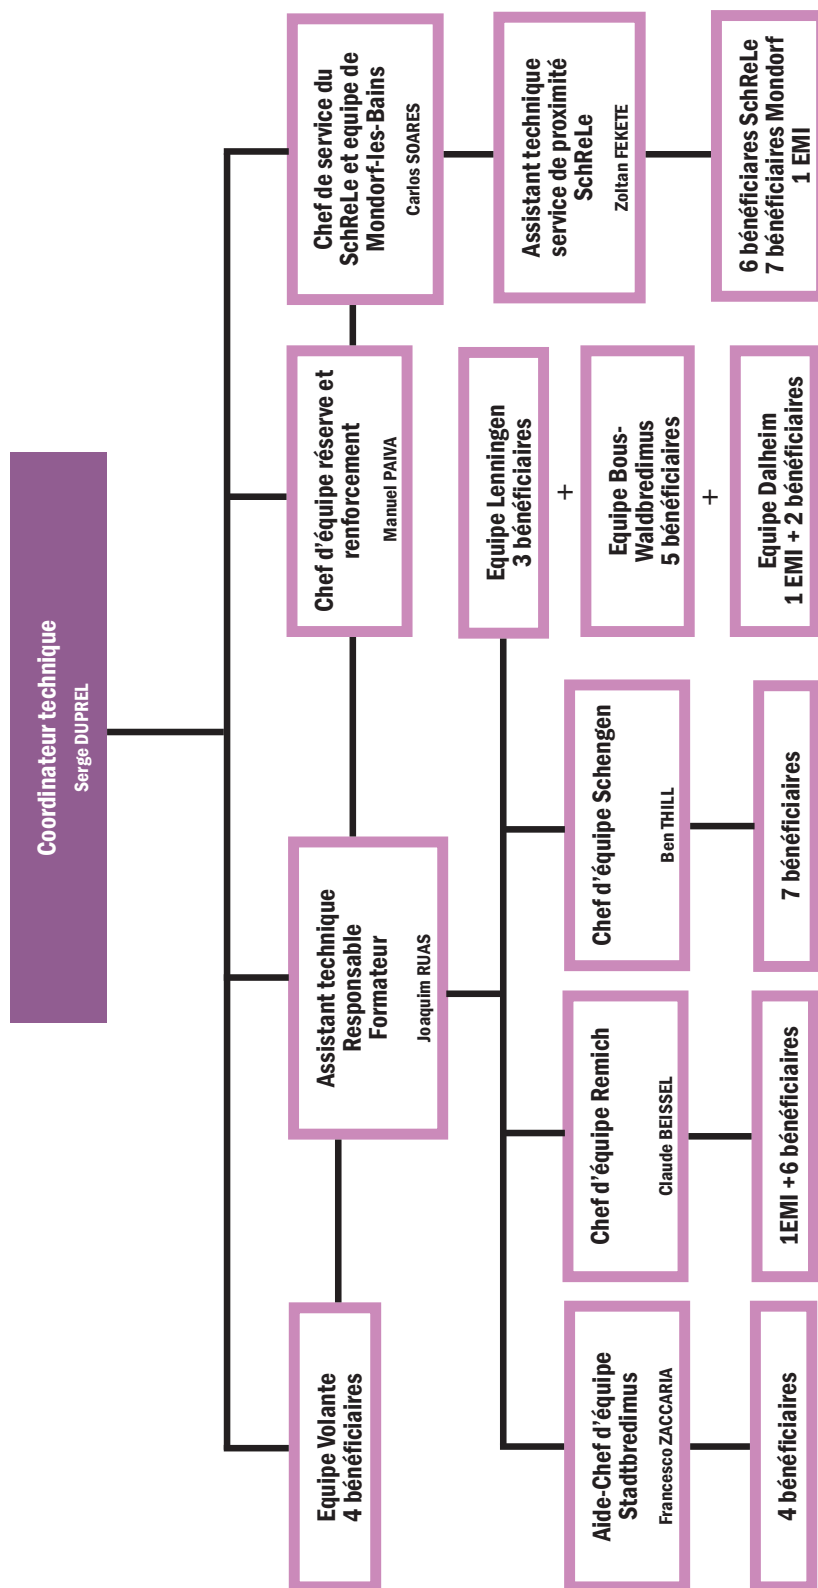 Coordinateur technique
Serge DUPREL
Equipe Volante
4 bénéficiaires
Assistant technique
Responsable
Formateur
Joaquim RUAS
Chef d'équipe réserve et
renforcement
Manuel PAIVA
Chef de service du
SchReLe et equipe de
Mondorf-les-Bains
Carlos SOARES
Aide-Chef d'équipe
Stadtbredimus
Francesco ZACCARIA
4 bénéficiaires
Chef d'équipe Remich
Claude BEISSEL
1EMI +6 bénéficiaires
Chef d'équipe Schengen
Ben THILL
7 bénéficiaires
Equipe Lenningen
3 bénéficiaires
+
Equipe Bous-
Waldbredimus
5 bénéficiaires
+
Equipe Dalheim
1 EMI + 2 bénéficiaires
Assistant technique
service de proximité
SchReLe
Zoltan FEKETE
6 bénéficiares SchReLe
7 bénéficiaires Mondorf
1 EMI